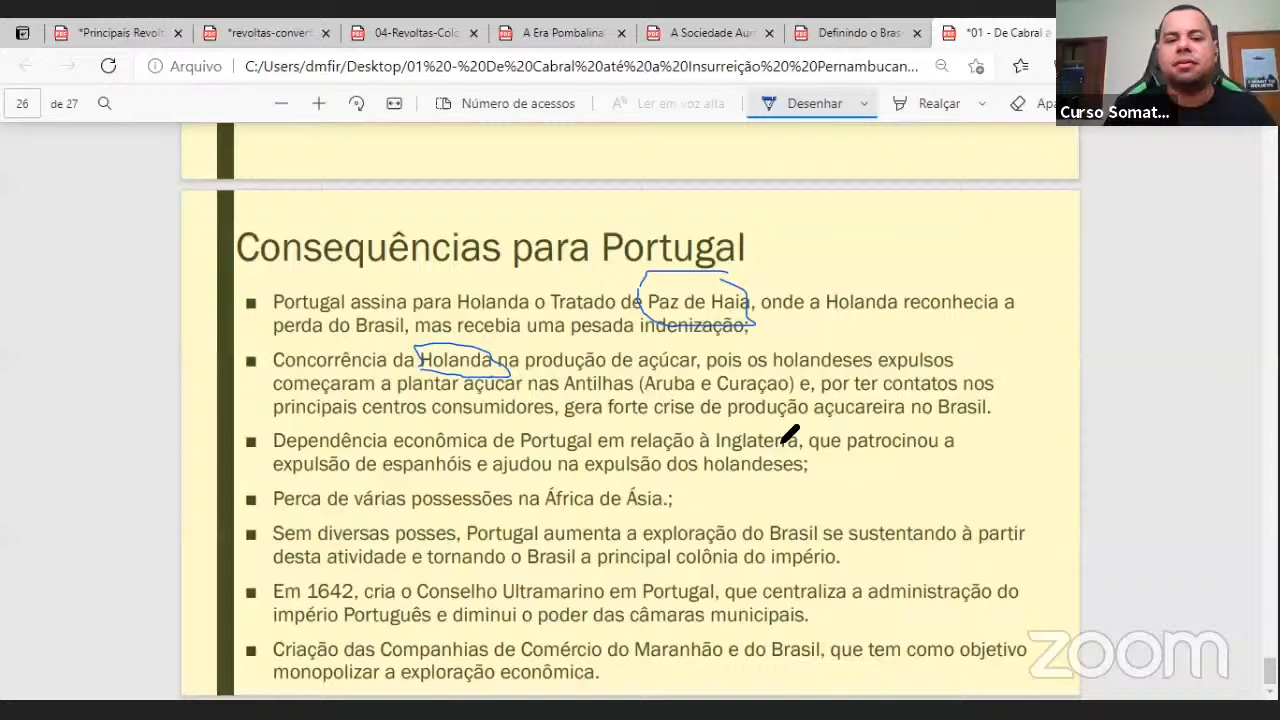 *Principais Revolt
*revoltas-convert
04-Revoltas-Colc
A Era Pombalina
A Sociedade Aum
Definindo o Bras
*01 - De Cabral a
Arquivo
C:/Users/dmfir/Desktop/01%20-%20De%20Cabral%20até%20a%20Insurreição%20%20Pernambucan...
26 de 27
Número de acessos
Ler em voz alta
Desenhar
Realçar
Apa
Curso Somat...
Consequências para Portugal
■ Portugal assina para Holanda o Tratado de Paz de Haia, onde a Holanda reconhecia a
perda do Brasil, mas recebia uma pesada indenização;
■ Concorrência da Holanda na produção de açúcar, pois os holandeses expulsos
começaram a plantar açúcar nas Antilhas (Aruba e Curaçao) e, por ter contatos nos
principais centros consumidores, gera forte crise de produção açucareira no Brasil.
■ Dependência econômica de Portugal em relação à Inglaterra, que patrocinou a
expulsão de espanhóis e ajudou na expulsão dos holandeses;
■ Perca de várias possessões na África de Ásia.;
■ Sem diversas posses, Portugal aumenta a exploração do Brasil se sustentando à partir
desta atividade e tornando o Brasil a principal colônia do império.
■ Em 1642, cria o Conselho Ultramarino em Portugal, que centraliza a administração do
império Português e diminui o poder das câmaras municipais.
■ Criação das Companhias de Comércio do Maranhão e do Brasil, que tem como objetivo
monopolizar a exploração econômica.
zoom